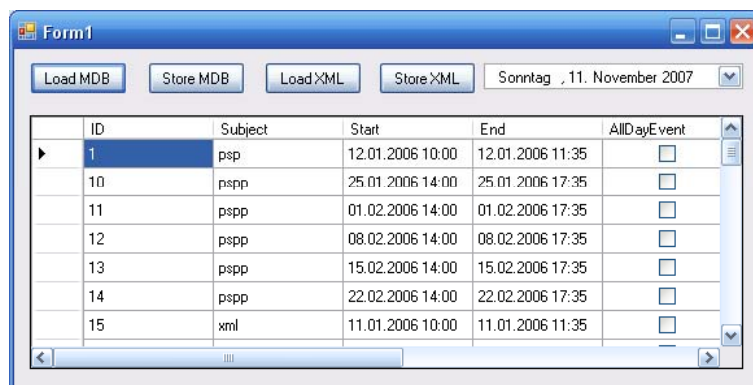 Form1
Load MDB Store MDB Load XML Store XML Sonntag , 11. November 2007
ID Subject Start End AllDayEvent
1 psp 12.01.2006 10:00 12.01.2006 11:35
10 pspp 25.01.2006 14:00 25.01.2006 17:35
11 pspp 01.02.2006 14:00 01.02.2006 17:35
12 pspp 08.02.2006 14:00 08.02.2006 17:35
13 pspp 15.02.2006 14:00 15.02.2006 17:35
14 pspp 22.02.2006 14:00 22.02.2006 17:35
15 xml 11.01.2006 10:00 11.01.2006 11:35